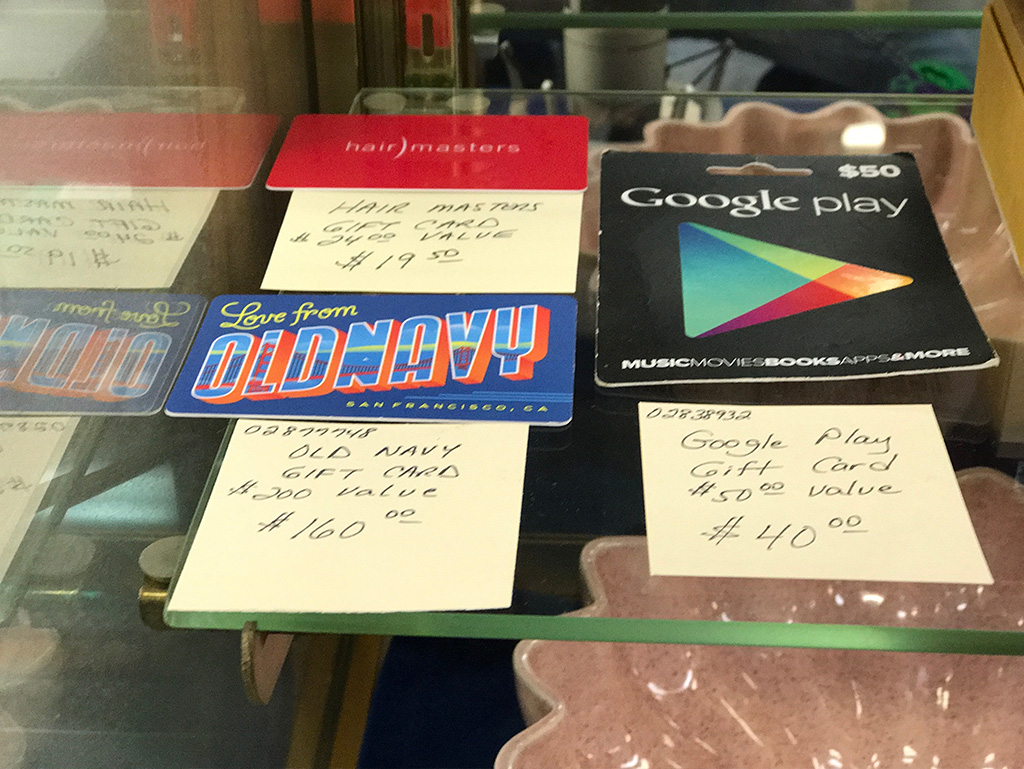 hair)masters
HAIR MASTERS
GIFT CARD
$24.00 VALUE
$19.50
$50
Google play
MUSICMOVIESBOOKSAPPS&MORE
Love from
OLDNAVY
SAN FRANCISCO, CA
02877748
OLD NAVY
GIFT CARD
$200 value
$160.00
02838932
Google Play
Gift Card
$50.00 value
$40.00